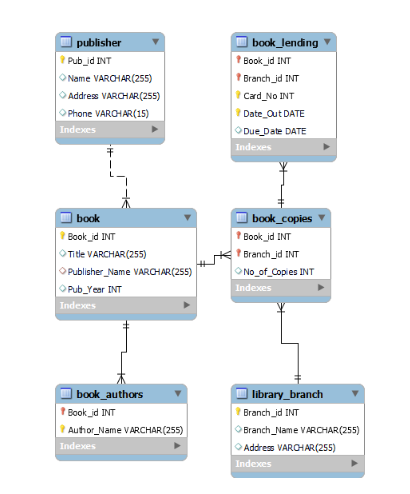 publisher
Pub_id INT
Name VARCHAR(255)
Address VARCHAR(255)
Phone VARCHAR(15)
Indexes
book_lending
Book_id INT
Branch_id INT
Card_No INT
Date_Out DATE
Due_Date DATE
Indexes
book
Book_id INT
Title VARCHAR(255)
Publisher_Name VARCHAR(255)
Pub_Year INT
Indexes
book_copies
Book_id INT
Branch_id INT
No_of_Copies INT
Indexes
book_authors
Book_id INT
Author_Name VARCHAR(255)
Indexes
library_branch
Branch_id INT
Branch_Name VARCHAR(255)
Address VARCHAR(255)
Indexes